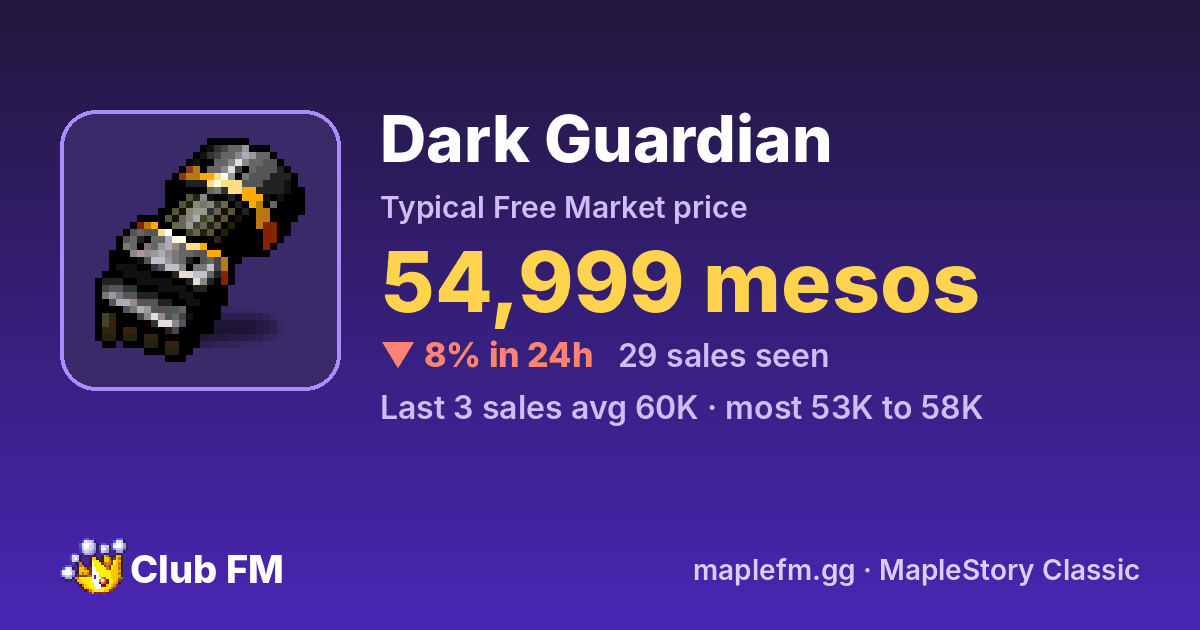 Dark Guardian
Typical Free Market price
54,999 mesos
▼ 8% in 24h 29 sales seen
Last 3 sales avg 60K · most 53K to 58K
Club FM
maplefm.gg · MapleStory Classic